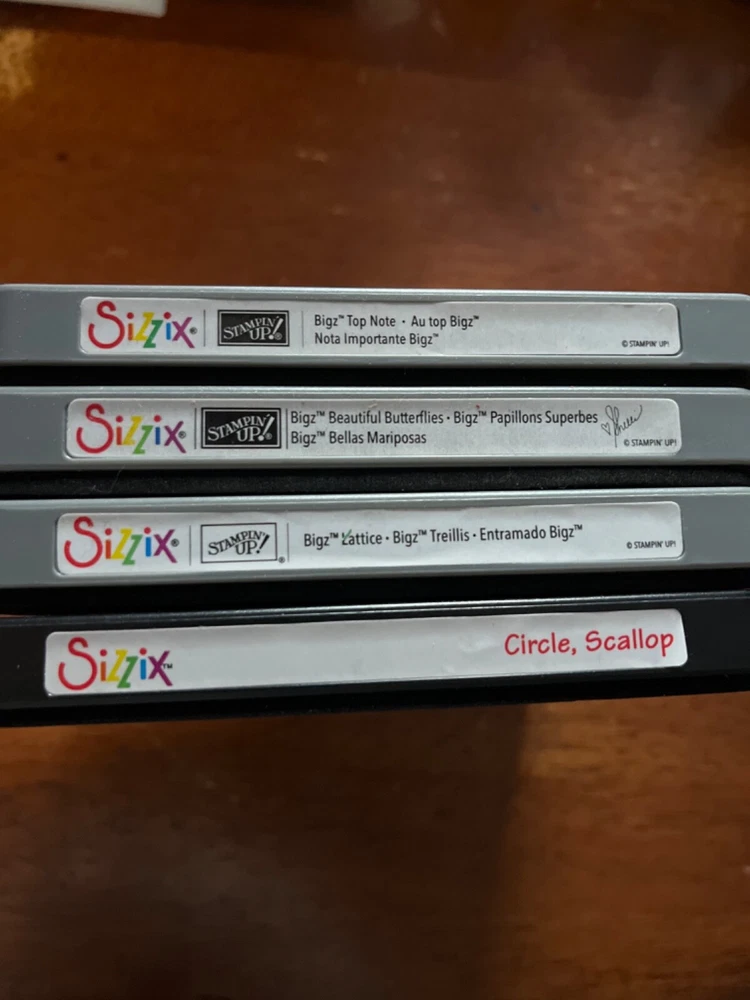 Sizzix® STAMPIN' UP!® Bigz™ Top Note · Au top Bigz™
Nota Importante Bigz™
© STAMPIN' UP!
Sizzix® STAMPIN' UP!® Bigz™ Beautiful Butterflies · Bigz™ Papillons Superbes
Bigz™ Bellas Mariposas
© STAMPIN' UP!
Sizzix® STAMPIN' UP!® Bigz™ Lattice · Bigz™ Treillis · Entramado Bigz™
© STAMPIN' UP!
Sizzix™ Circle, Scallop